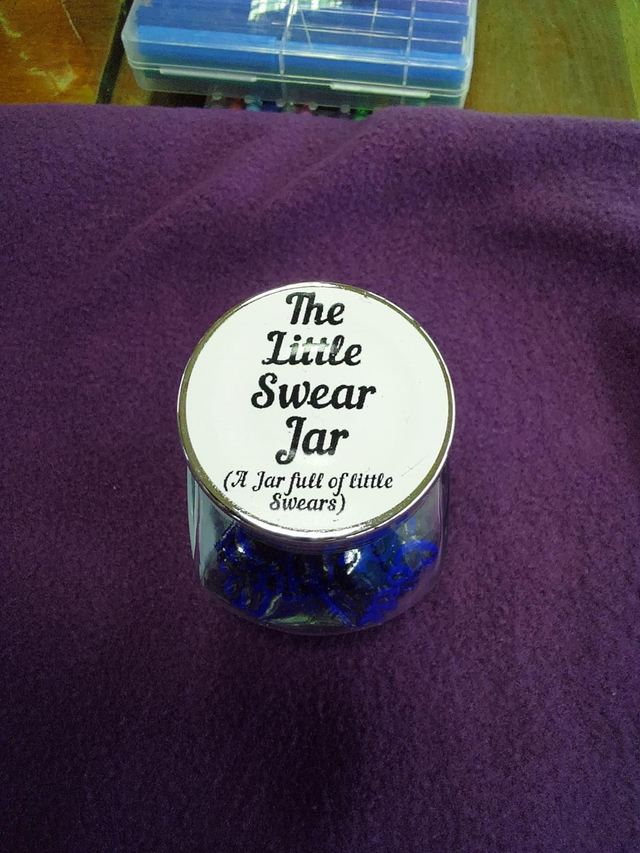 The
Little
Swear
Jar
(A Jar full of little
Swears)